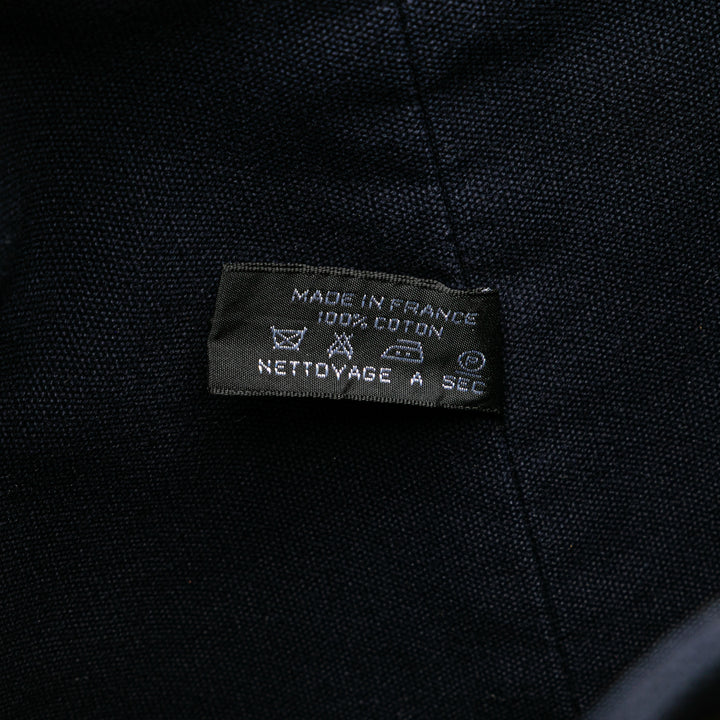 MADE IN FRANCE
100% COTON
P
NETTOYAGE A SEC